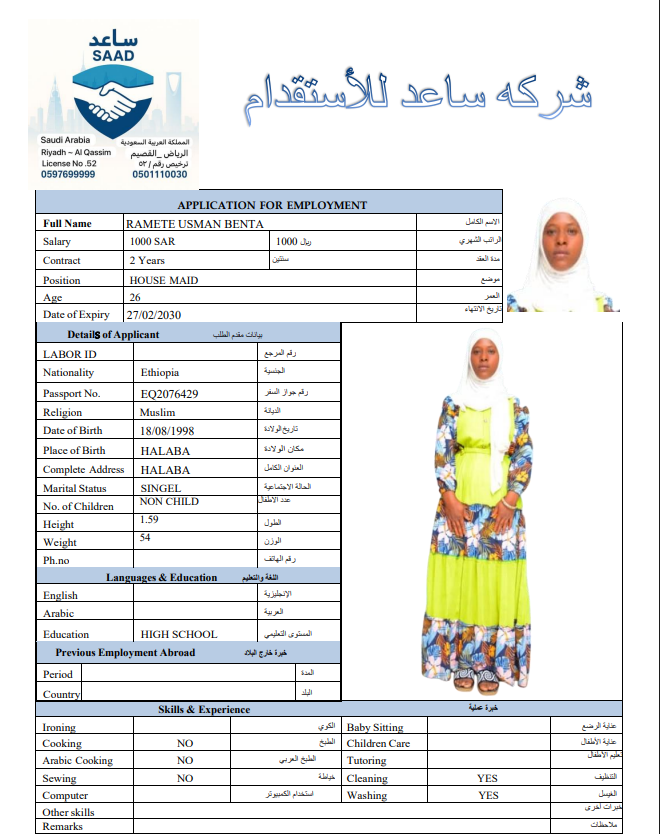 ساعد
SAAD
Saudi Arabia
Riyadh ~ Al Qassim
License No .52
0597699999
المملكة العربية السعودية
الرياض _القصيم
ترخيص رقم / ٥٢
0501110030
شركه ساعد للأستقدام
APPLICATION FOR EMPLOYMENT
Full Name RAMETE USMAN BENTA الاسم الكامل
Salary 1000 SAR 1000 ريال الراتب الشهري
Contract 2 Years سنتين مدة العقد
Position HOUSE MAID موضع
Age 26 العمر
Date of Expiry 27/02/2030 تاريخ الانتهاء
Details of Applicant بيانات مقدم الطلب
LABOR ID رقم المرجع
Nationality Ethiopia الجنسية
Passport No. EQ2076429 رقم جواز السفر
Religion Muslim الديانة
Date of Birth 18/08/1998 تاريخ الولادة
Place of Birth HALABA مكان الولادة
Complete Address HALABA العنوان الكامل
Marital Status SINGEL الحالة الاجتماعية
No. of Children NON CHILD عدد الاطفال
Height 1.59 الطول
Weight 54 الوزن
Ph.no رقم الهاتف
Languages & Education اللغة والتعليم
English الإنجليزية
Arabic العربية
Education HIGH SCHOOL المستوى التعليمي
Previous Employment Abroad خبرة خارج البلاد
Period المدة
Country البلد
Skills & Experience خبرة عملية
Ironing الكوي Baby Sitting عناية الرضع
Cooking NO الطبخ Children Care عناية الأطفال
Arabic Cooking NO الطبخ العربي Tutoring تعليم الأطفال
Sewing NO خياطة Cleaning YES التنظيف
Computer استخدام الكمبيوتر Washing YES الغيسل
Other skills خبرات اخرى
Remarks ملاحظات